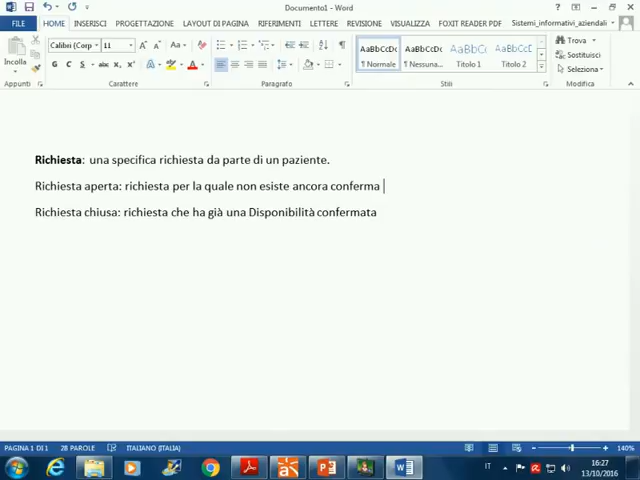 Documento1 - Word
FILE HOME INSERISCI PROGETTAZIONE LAYOUT DI PAGINA RIFERIMENTI LETTERE REVISIONE VISUALIZZA FOXIT READER PDF Sistemi_informativi_aziendali
Incolla
Calibri (Corp 11
G C S abc
AaBbCcDc AaBbCcDc AaBbCc AaBbCcD
¶ Normale ¶ Nessuna... Titolo 1 Titolo 2
Trova
Sostituisci
Seleziona
Appunti Carattere Paragrafo Stili Modifica
Richiesta: una specifica richiesta da parte di un paziente.
Richiesta aperta: richiesta per la quale non esiste ancora conferma
Richiesta chiusa: richiesta che ha già una Disponibilità confermata
PAGINA 1 DI 1 28 PAROLE ITALIANO (ITALIA) 140%
IT 16:27
13/10/2016